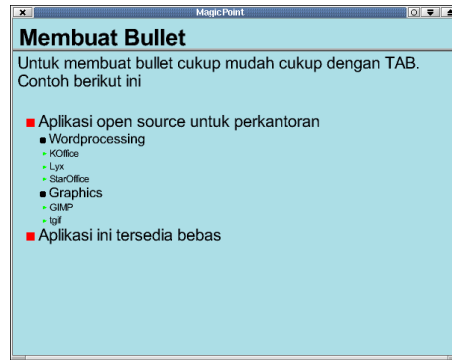 MagicPoint
Membuat Bullet
Untuk membuat bullet cukup mudah cukup dengan TAB.
Contoh berikut ini
Aplikasi open source untuk perkantoran
Wordprocessing
KOffice
Lyx
StarOffice
Graphics
GIMP
tgif
Aplikasi ini tersedia bebas